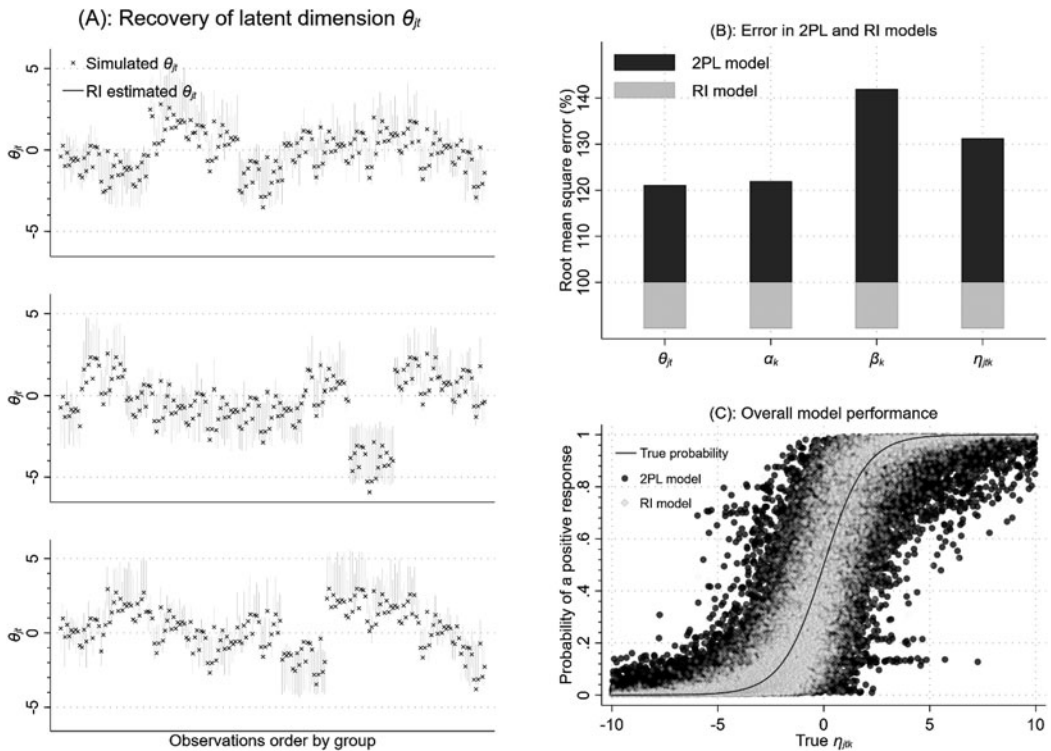 (A): Recovery of latent dimension θjt
Simulated θjt
RI estimated θjt
θjt
5
0
-5
θjt
5
0
-5
θjt
5
0
-5
Observations order by group
(B): Error in 2PL and RI models
2PL model
RI model
Root mean square error (%)
140
130
120
110
100
θjt
αk
βk
ηjtk
(C): Overall model performance
True probability
2PL model
RI model
Probability of a positive response
1
.8
.6
.4
.2
0
-10
-5
0
5
10
True ηjtk